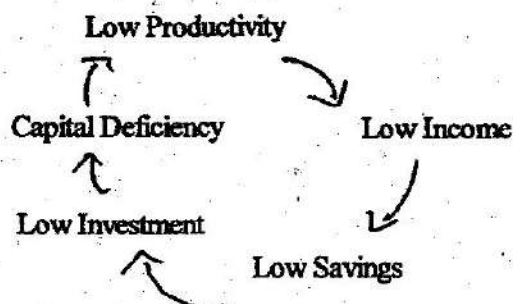 Low Productivity
Capital Deficiency
Low Income
Low Investment
Low Savings